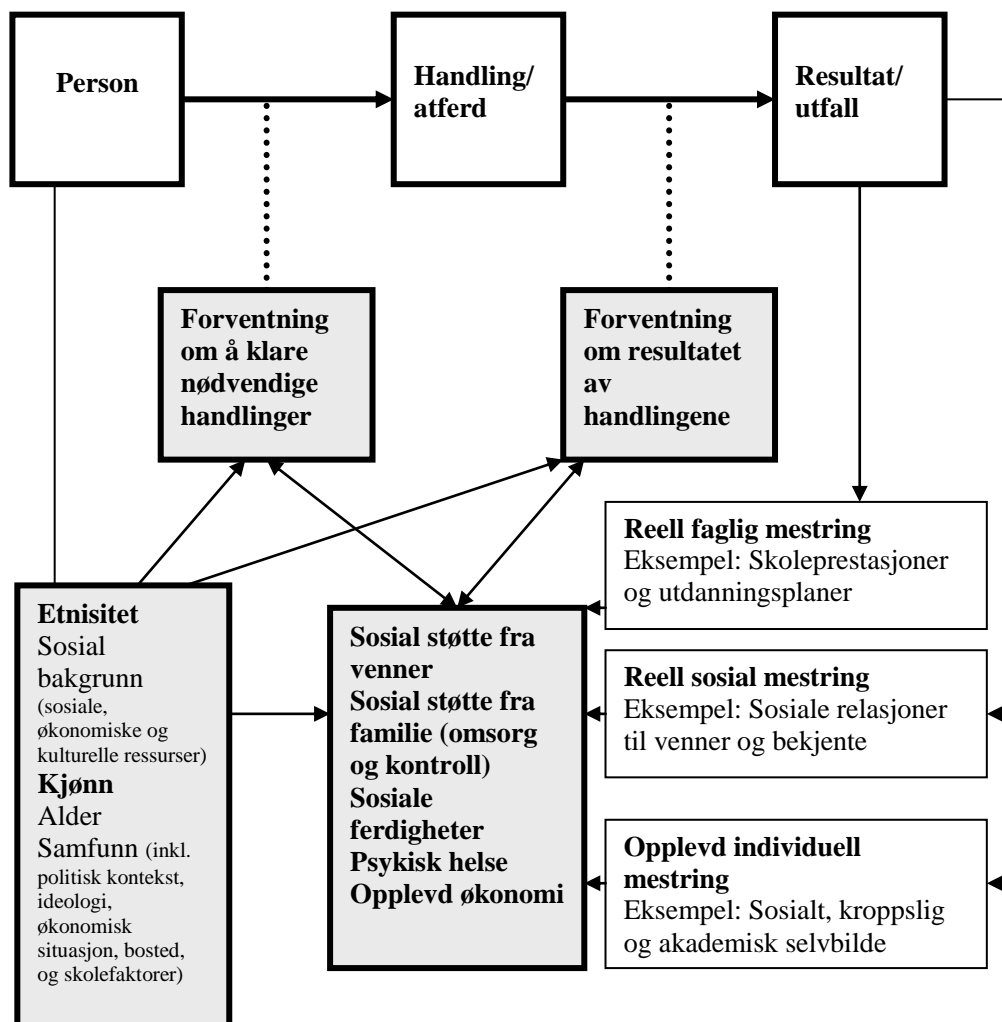 Person
Handling/
atferd
Resultat/
utfall
Forventning
om å klare
nødvendige
handlinger
Forventning
om resultatet
av
handlingene
Reell faglig mestring
Eksempel: Skoleprestasjoner
og utdanningsplaner
Etnisitet
Sosial
bakgrunn
(sosiale,
økonomiske og
kulturelle ressurser)
Kjønn
Alder
Samfunn (inkl.
politisk kontekst,
ideologi,
økonomisk
situasjon, bosted,
og skolefaktorer)
Sosial støtte fra
venner
Sosial støtte fra
familie (omsorg
og kontroll)
Sosiale
ferdigheter
Psykisk helse
Opplevd økonomi
Reell sosial mestring
Eksempel: Sosiale relasjoner
til venner og bekjente
Opplevd individuell
mestring
Eksempel: Sosialt, kroppslig
og akademisk selvbilde